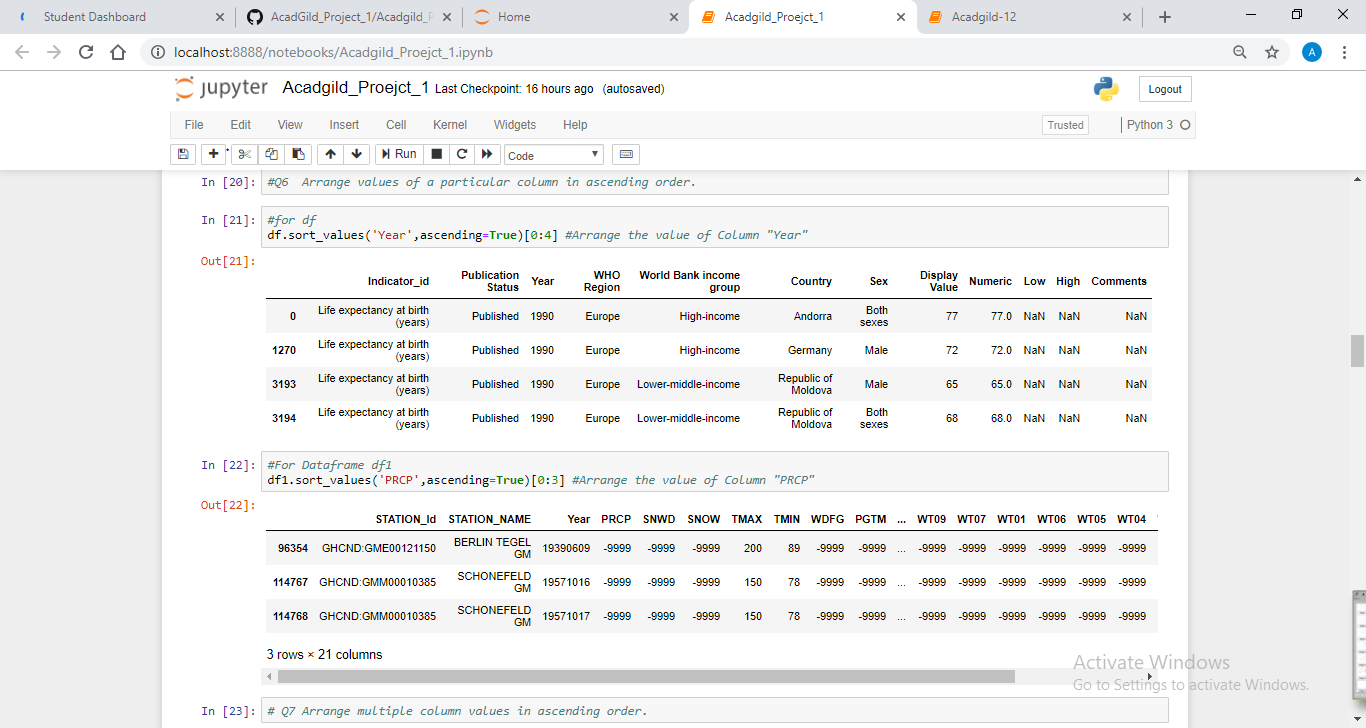 Student Dashboard
AcadGild_Project_1/Acadgild_P
Home
Acadgild_Proejct_1
Acadgild-12
localhost:8888/notebooks/Acadgild_Proejct_1.ipynb
A
jupyter Acadgild_Proejct_1 Last Checkpoint: 16 hours ago (autosaved)
Logout
File Edit View Insert Cell Kernel Widgets Help
Trusted
Python 3
Run
Code
In [20]: #Q6 Arrange values of a particular column in ascending order.
In [21]: #for df
df.sort_values('Year',ascending=True)[0:4] #Arrange the value of Column "Year"
Out[21]:
Indicator_id Publication Status Year WHO Region World Bank income group Country Sex Display Value Numeric Low High Comments
0 Life expectancy at birth (years) Published 1990 Europe High-income Andorra Both sexes 77 77.0 NaN NaN NaN
1270 Life expectancy at birth (years) Published 1990 Europe High-income Germany Male 72 72.0 NaN NaN NaN
3193 Life expectancy at birth (years) Published 1990 Europe Lower-middle-income Republic of Moldova Male 65 65.0 NaN NaN NaN
3194 Life expectancy at birth (years) Published 1990 Europe Lower-middle-income Republic of Moldova Both sexes 68 68.0 NaN NaN NaN
In [22]: #For Dataframe df1
df1.sort_values('PRCP',ascending=True)[0:3] #Arrange the value of Column "PRCP"
Out[22]:
STATION_Id STATION_NAME Year PRCP SNWD SNOW TMAX TMIN WDFG PGTM ... WT09 WT07 WT01 WT06 WT05 WT04
96354 GHCND:GME00121150 BERLIN TEGEL GM 19390609 -9999 -9999 -9999 200 89 -9999 -9999 ... -9999 -9999 -9999 -9999 -9999 -9999
114767 GHCND:GMM00010385 SCHONEFELD GM 19571016 -9999 -9999 -9999 150 78 -9999 -9999 ... -9999 -9999 -9999 -9999 -9999 -9999
114768 GHCND:GMM00010385 SCHONEFELD GM 19571017 -9999 -9999 -9999 150 78 -9999 -9999 ... -9999 -9999 -9999 -9999 -9999 -9999
3 rows × 21 columns
Activate Windows
Go to Settings to activate Windows.
In [23]: # Q7 Arrange multiple column values in ascending order.